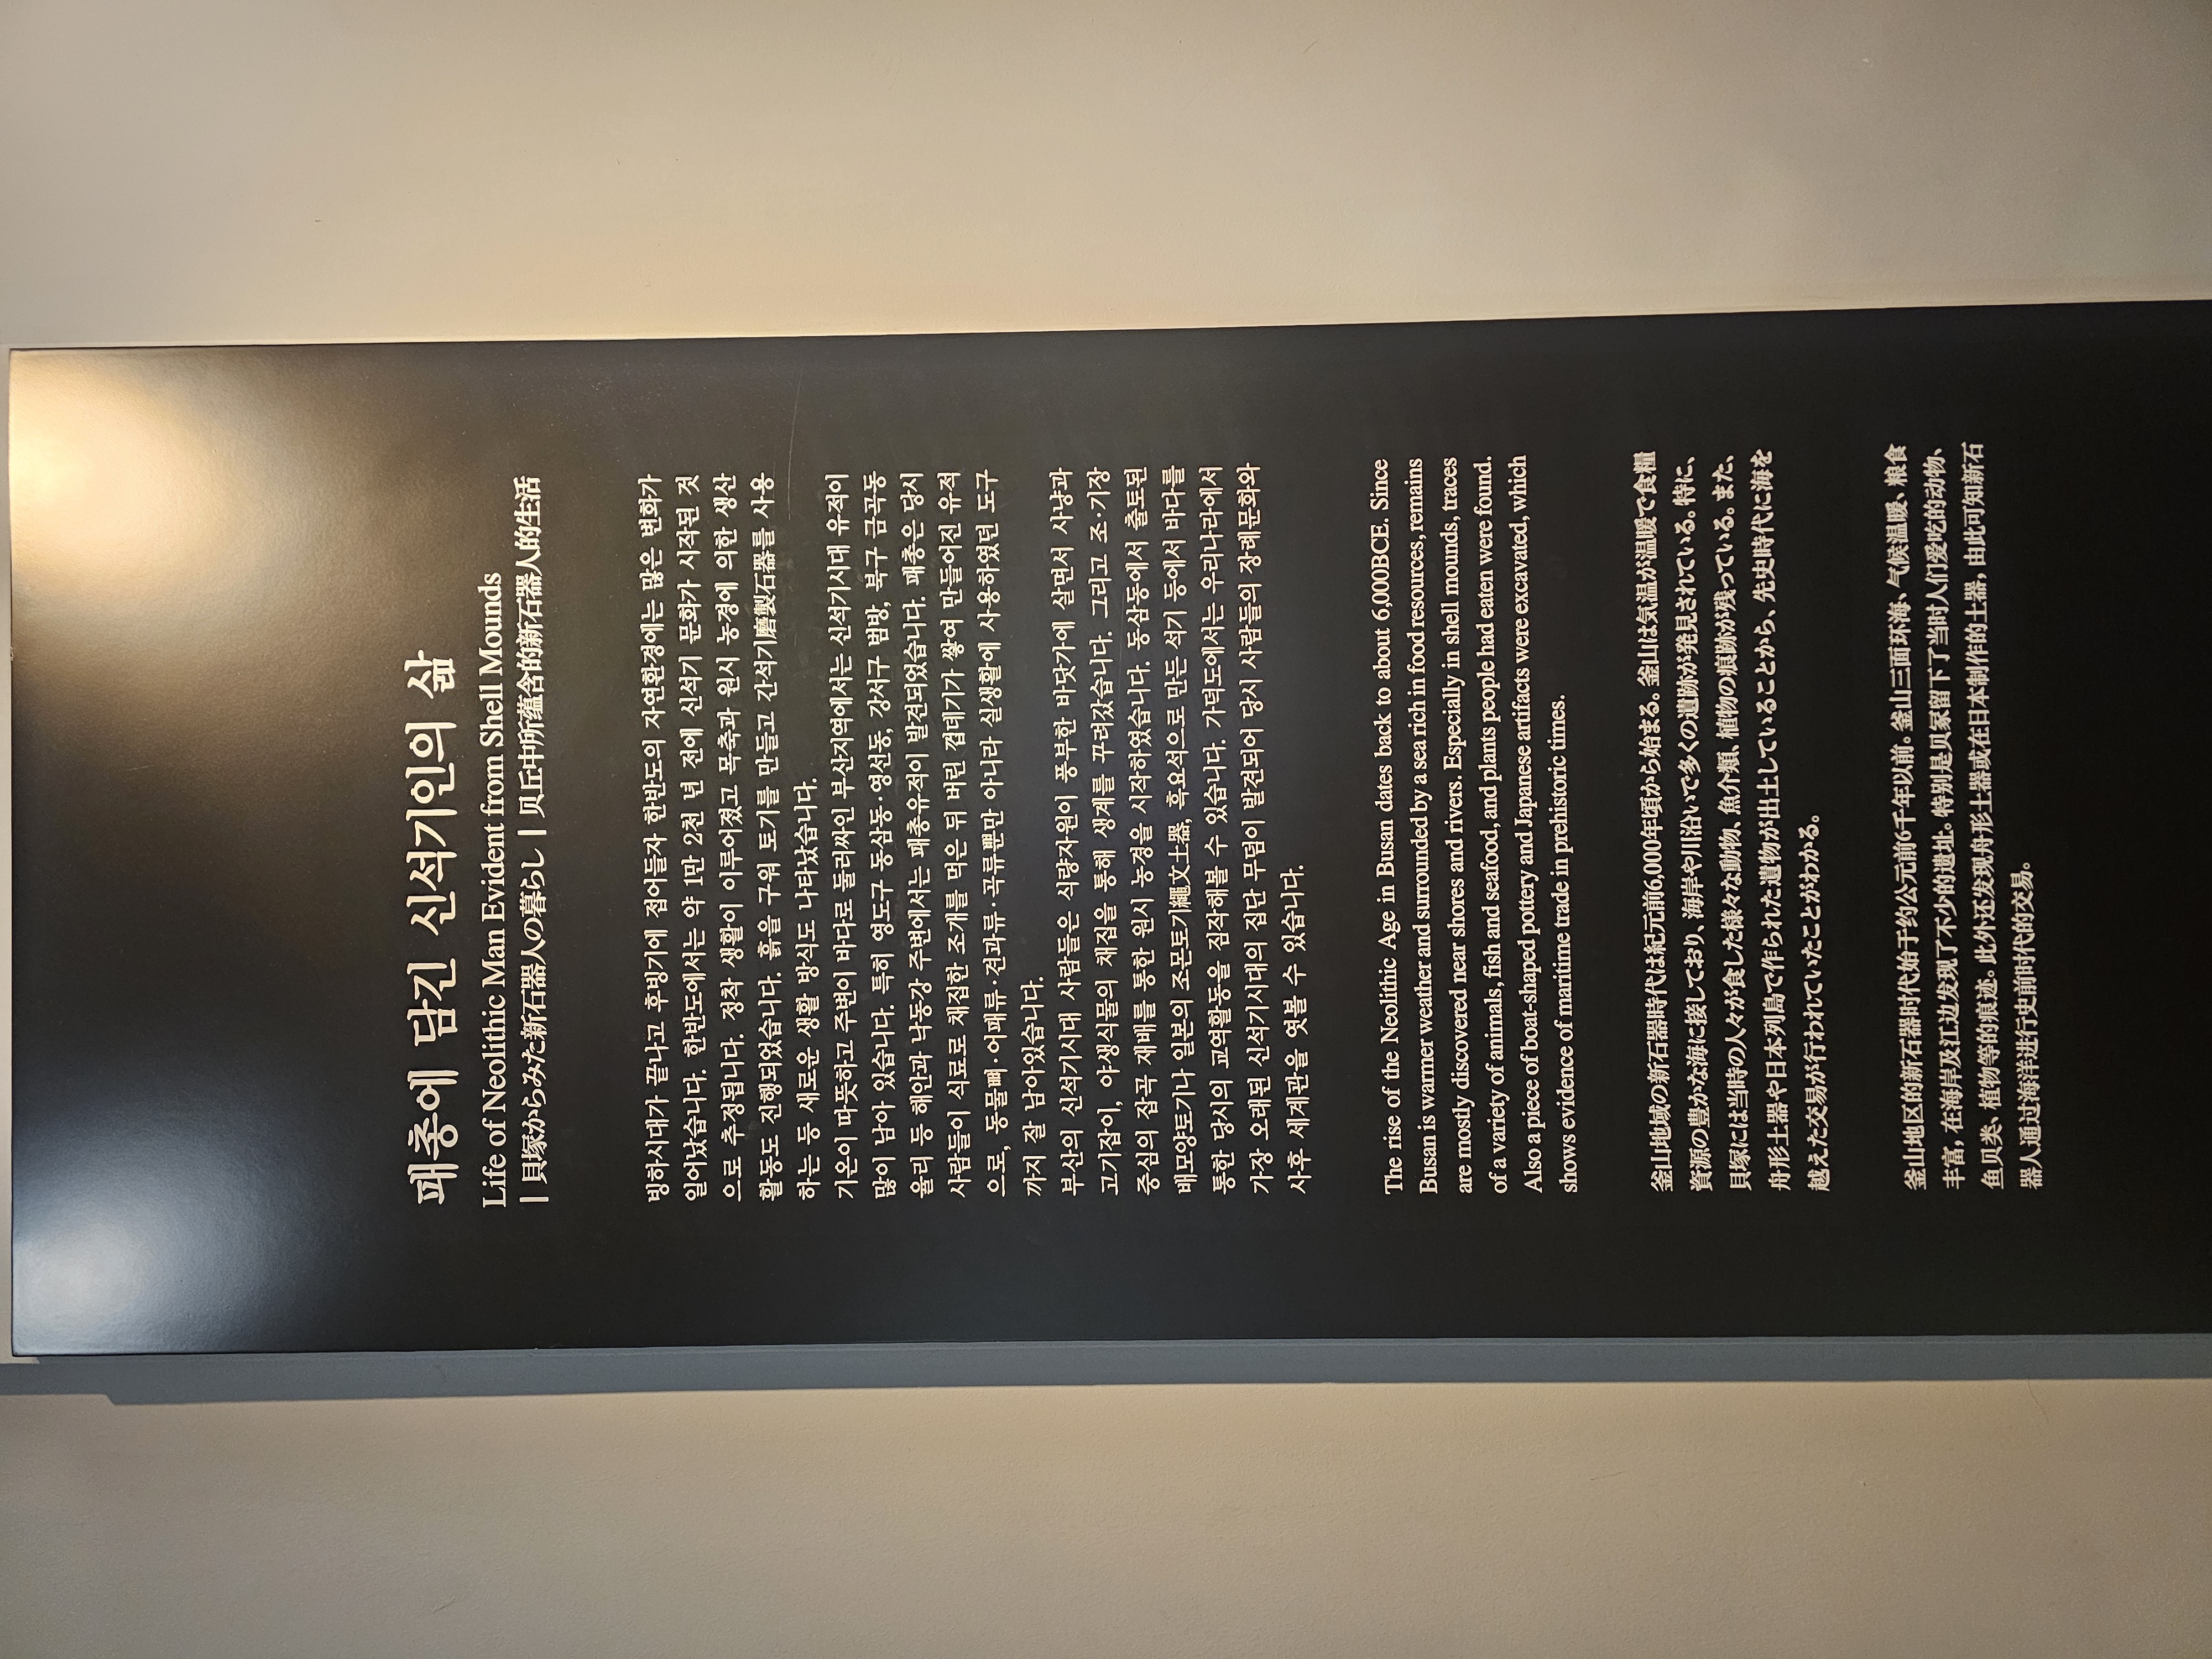 패총에 담긴 신석기인의 삶
Life of Neolithic Man Evident from Shell Mounds
| 貝塚からみた新石器人の暮らし | 贝丘中所蕴含的新石器人的生活
빙하시대가 끝나고 후빙기에 접어들자 한반도의 자연환경에는 많은 변화가
일어났습니다. 한반도에서는 약 1만 2천 년 전에 신석기 문화가 시작된 것
으로 추정됩니다. 정착 생활이 이루어졌고 목축과 원시 농경에 의한 생산
활동도 진행되었습니다. 흙을 구워 토기를 만들고 간석기磨製石器를 사용
하는 등 새로운 생활 방식도 나타났습니다.
기온이 따뜻하고 주변이 바다로 둘러싸인 부산지역에서는 신석기시대 유적이
많이 남아 있습니다. 특히 영도구 동삼동·영선동, 강서구 범방, 북구 금곡동
율리 등 해안과 낙동강 주변에서는 패총유적이 발견되었습니다. 패총은 당시
사람들이 식료로 채집한 조개를 먹은 뒤 버린 껍데기가 쌓여 만들어진 유적
으로, 동물뼈·어패류·견과류·곡류뿐만 아니라 실생활에 사용하였던 도구
까지 잘 남아있습니다.
부산의 신석기시대 사람들은 식량자원이 풍부한 바닷가에 살면서 사냥과
고기잡이, 야생식물의 채집을 통해 생계를 꾸려갔습니다. 그리고 조·기장
중심의 잡곡 재배를 통한 원시 농경을 시작하였습니다. 동삼동에서 출토된
배모양토기나 일본의 조몬토기繩文土器, 흑요석으로 만든 석기 등에서 바다를
통한 당시의 교역활동을 짐작해볼 수 있습니다. 가덕도에서는 우리나라에서
가장 오래된 신석기시대의 집단 무덤이 발견되어 당시 사람들의 장례문화와
사후 세계관을 엿볼 수 있습니다.
The rise of the Neolithic Age in Busan dates back to about 6,000BCE. Since
Busan is warmer weather and surrounded by a sea rich in food resources, remains
are mostly discovered near shores and rivers. Especially in shell mounds, traces
of a variety of animals, fish and seafood, and plants people had eaten were found.
Also a piece of boat-shaped pottery and Japanese artifacts were excavated, which
shows evidence of maritime trade in prehistoric times.
釜山地域の新石器時代は紀元前6,000年頃から始まる。釜山は気温が温暖で食糧
資源の豊かな海に接しており、海岸や川沿いで多くの遺跡が発見されている。特に、
貝塚には当時の人々が食した様々な動物、魚介類、植物の痕跡が残っている。また、
舟形土器や日本列島で作られた遺物が出土していることから、先史時代に海を
越えた交易が行われていたことがわかる。
釜山地区的新石器时代始于约公元前6千年以前。釜山三面环海、气候温暖、粮食
丰富，在海岸及江边发现了不少的遗址。特别是贝冢留下了当时人们爱吃的动物、
鱼贝类、植物等的痕迹。此外还发现舟形土器或在日本制作的土器，由此可知新石
器人通过海洋进行史前时代的交易。